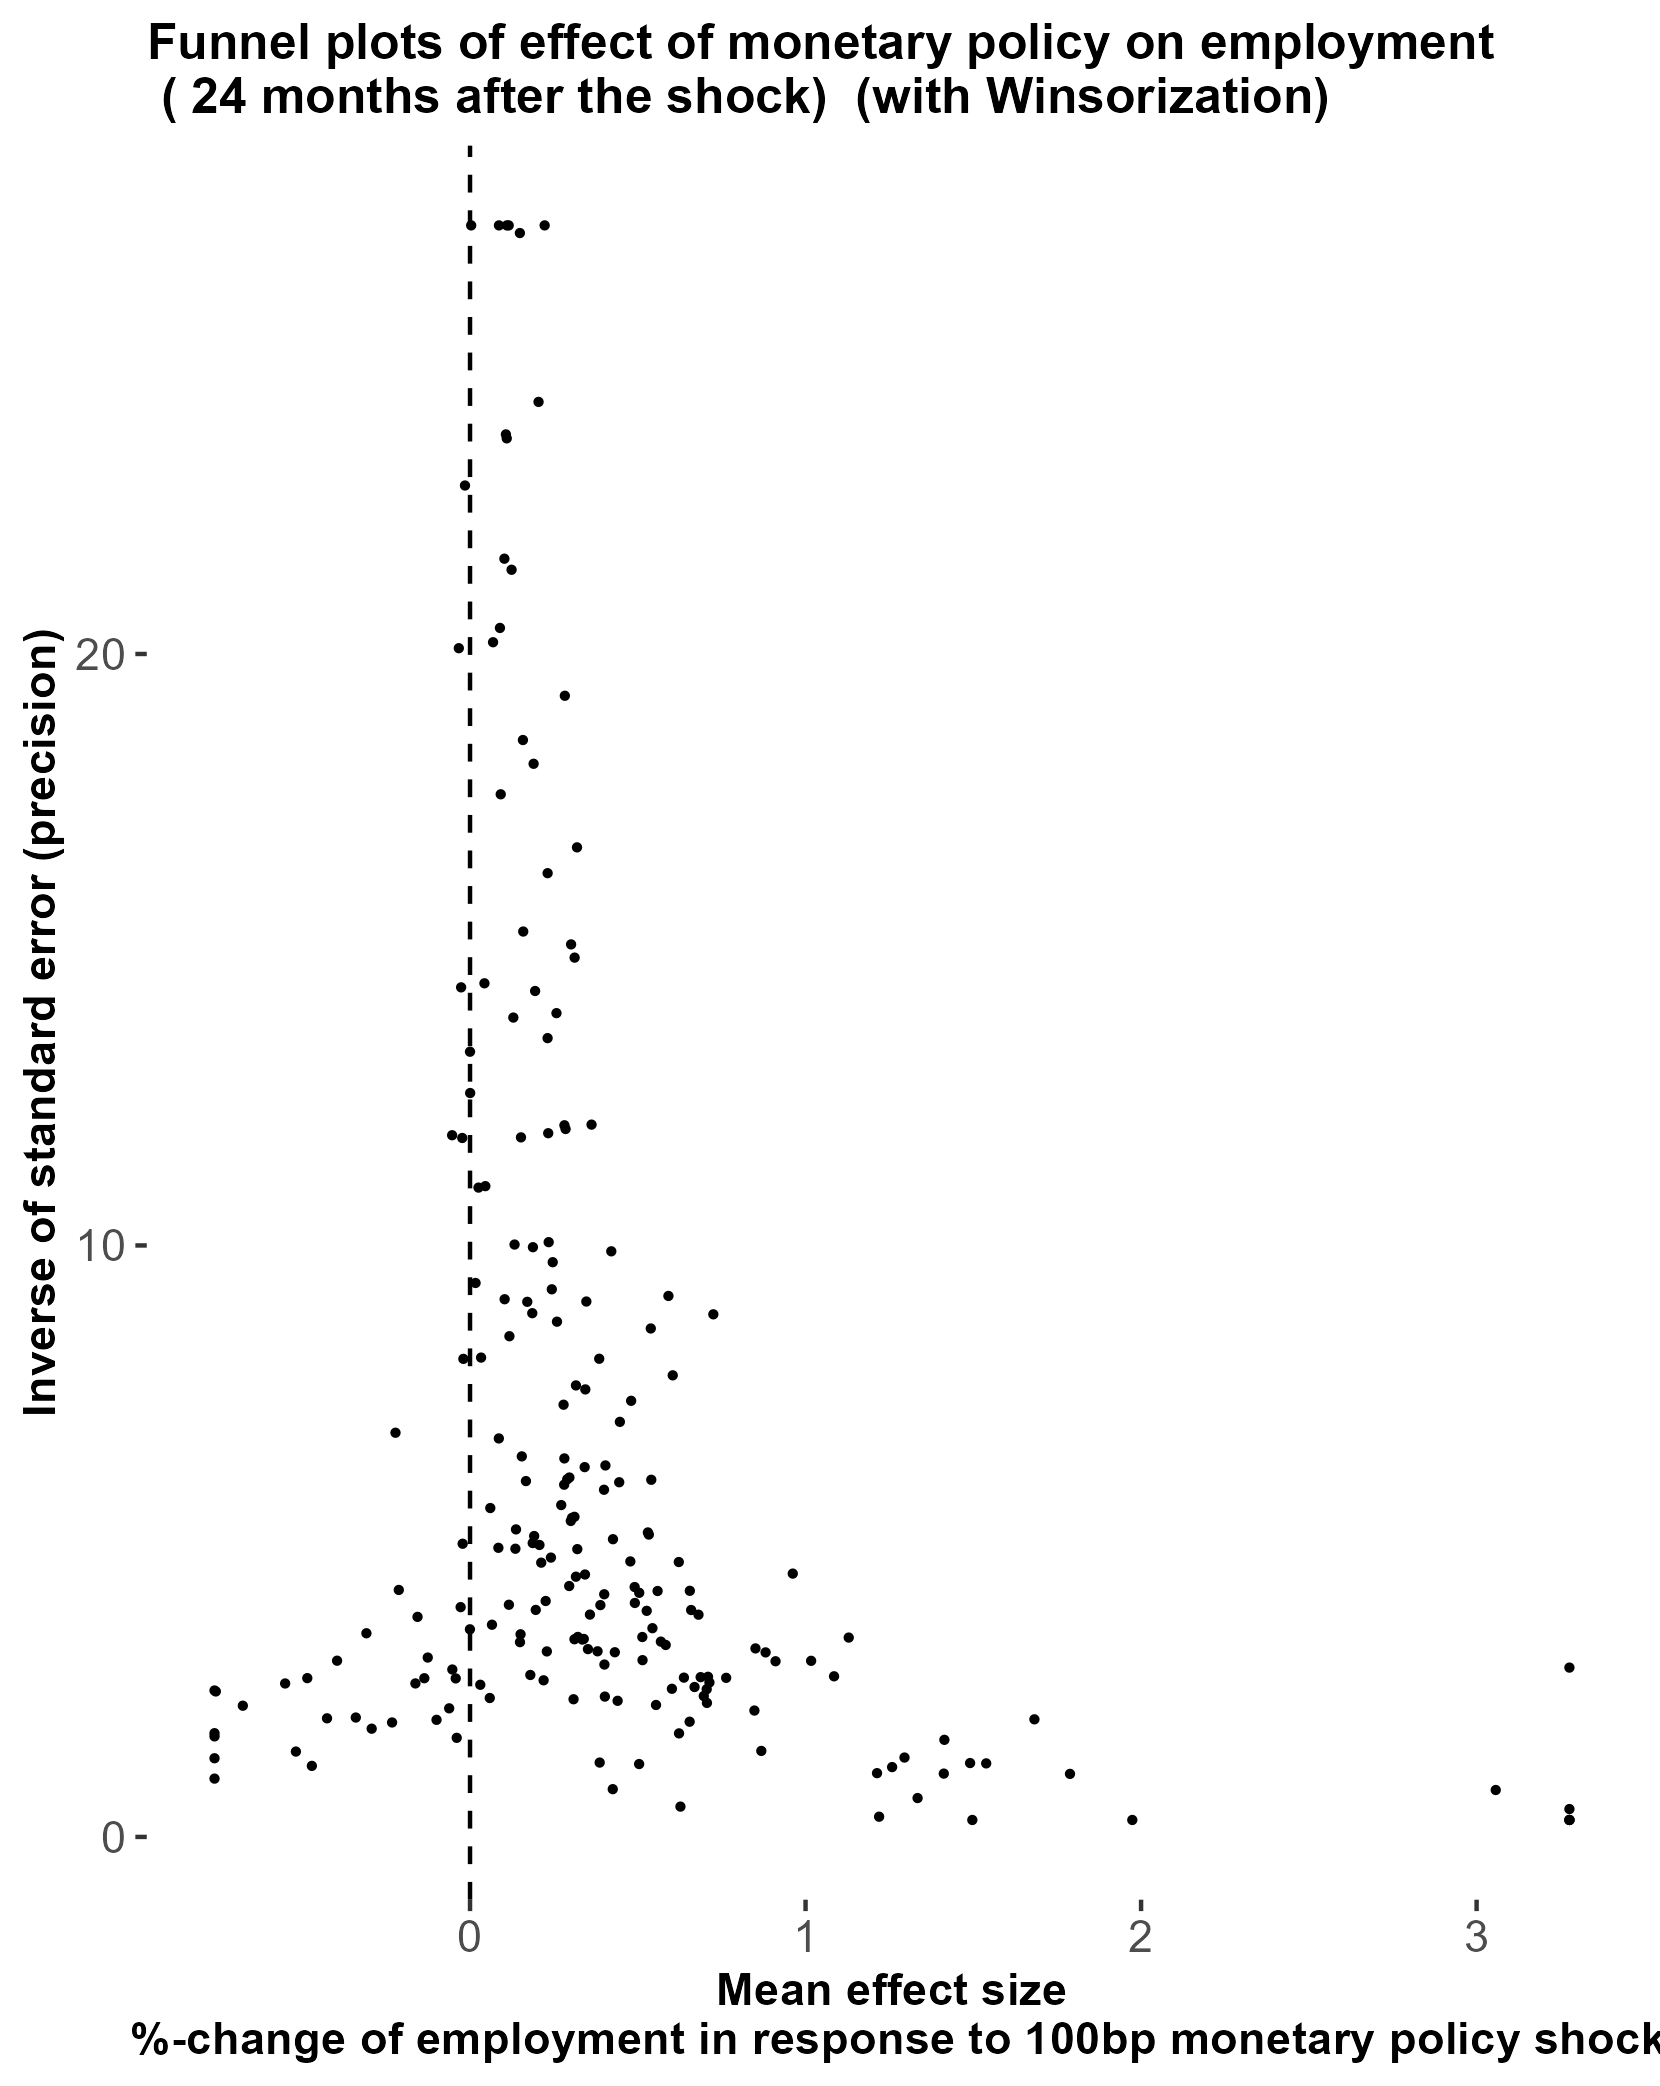 Funnel plots of effect of monetary policy on employment
( 24 months after the shock)  (with Winsorization)
Inverse of standard error (precision)
20
10
0
0 1 2 3
Mean effect size
%-change of employment in response to 100bp monetary policy shock